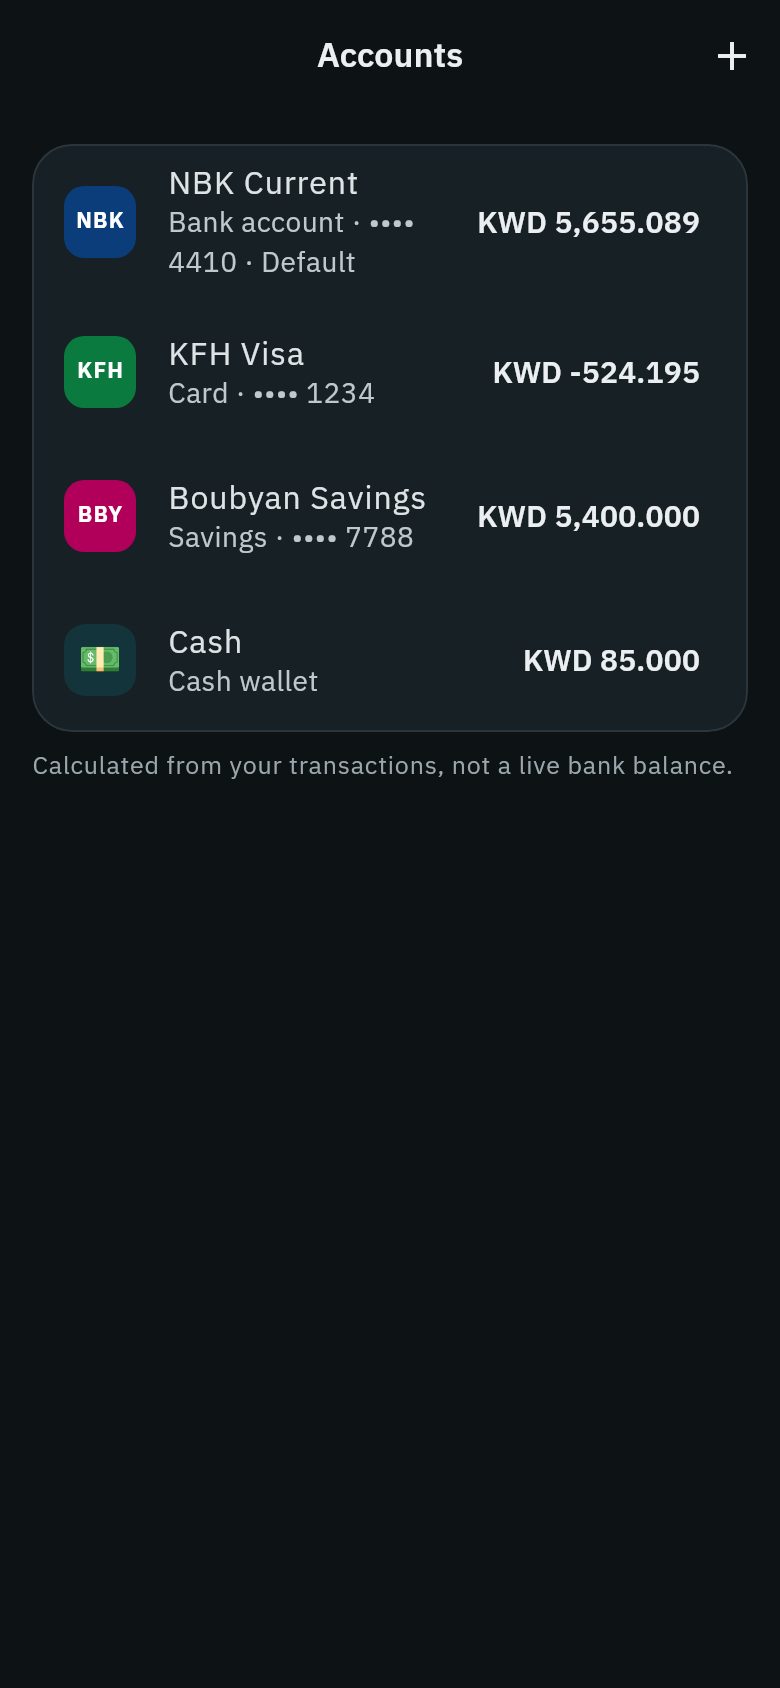 Accounts
NBK
NBK Current
Bank account · ••••
4410 · Default
KWD 5,655.089
KFH
KFH Visa
Card · •••• 1234
KWD -524.195
BBY
Boubyan Savings
Savings · •••• 7788
KWD 5,400.000
Cash
Cash wallet
KWD 85.000
Calculated from your transactions, not a live bank balance.